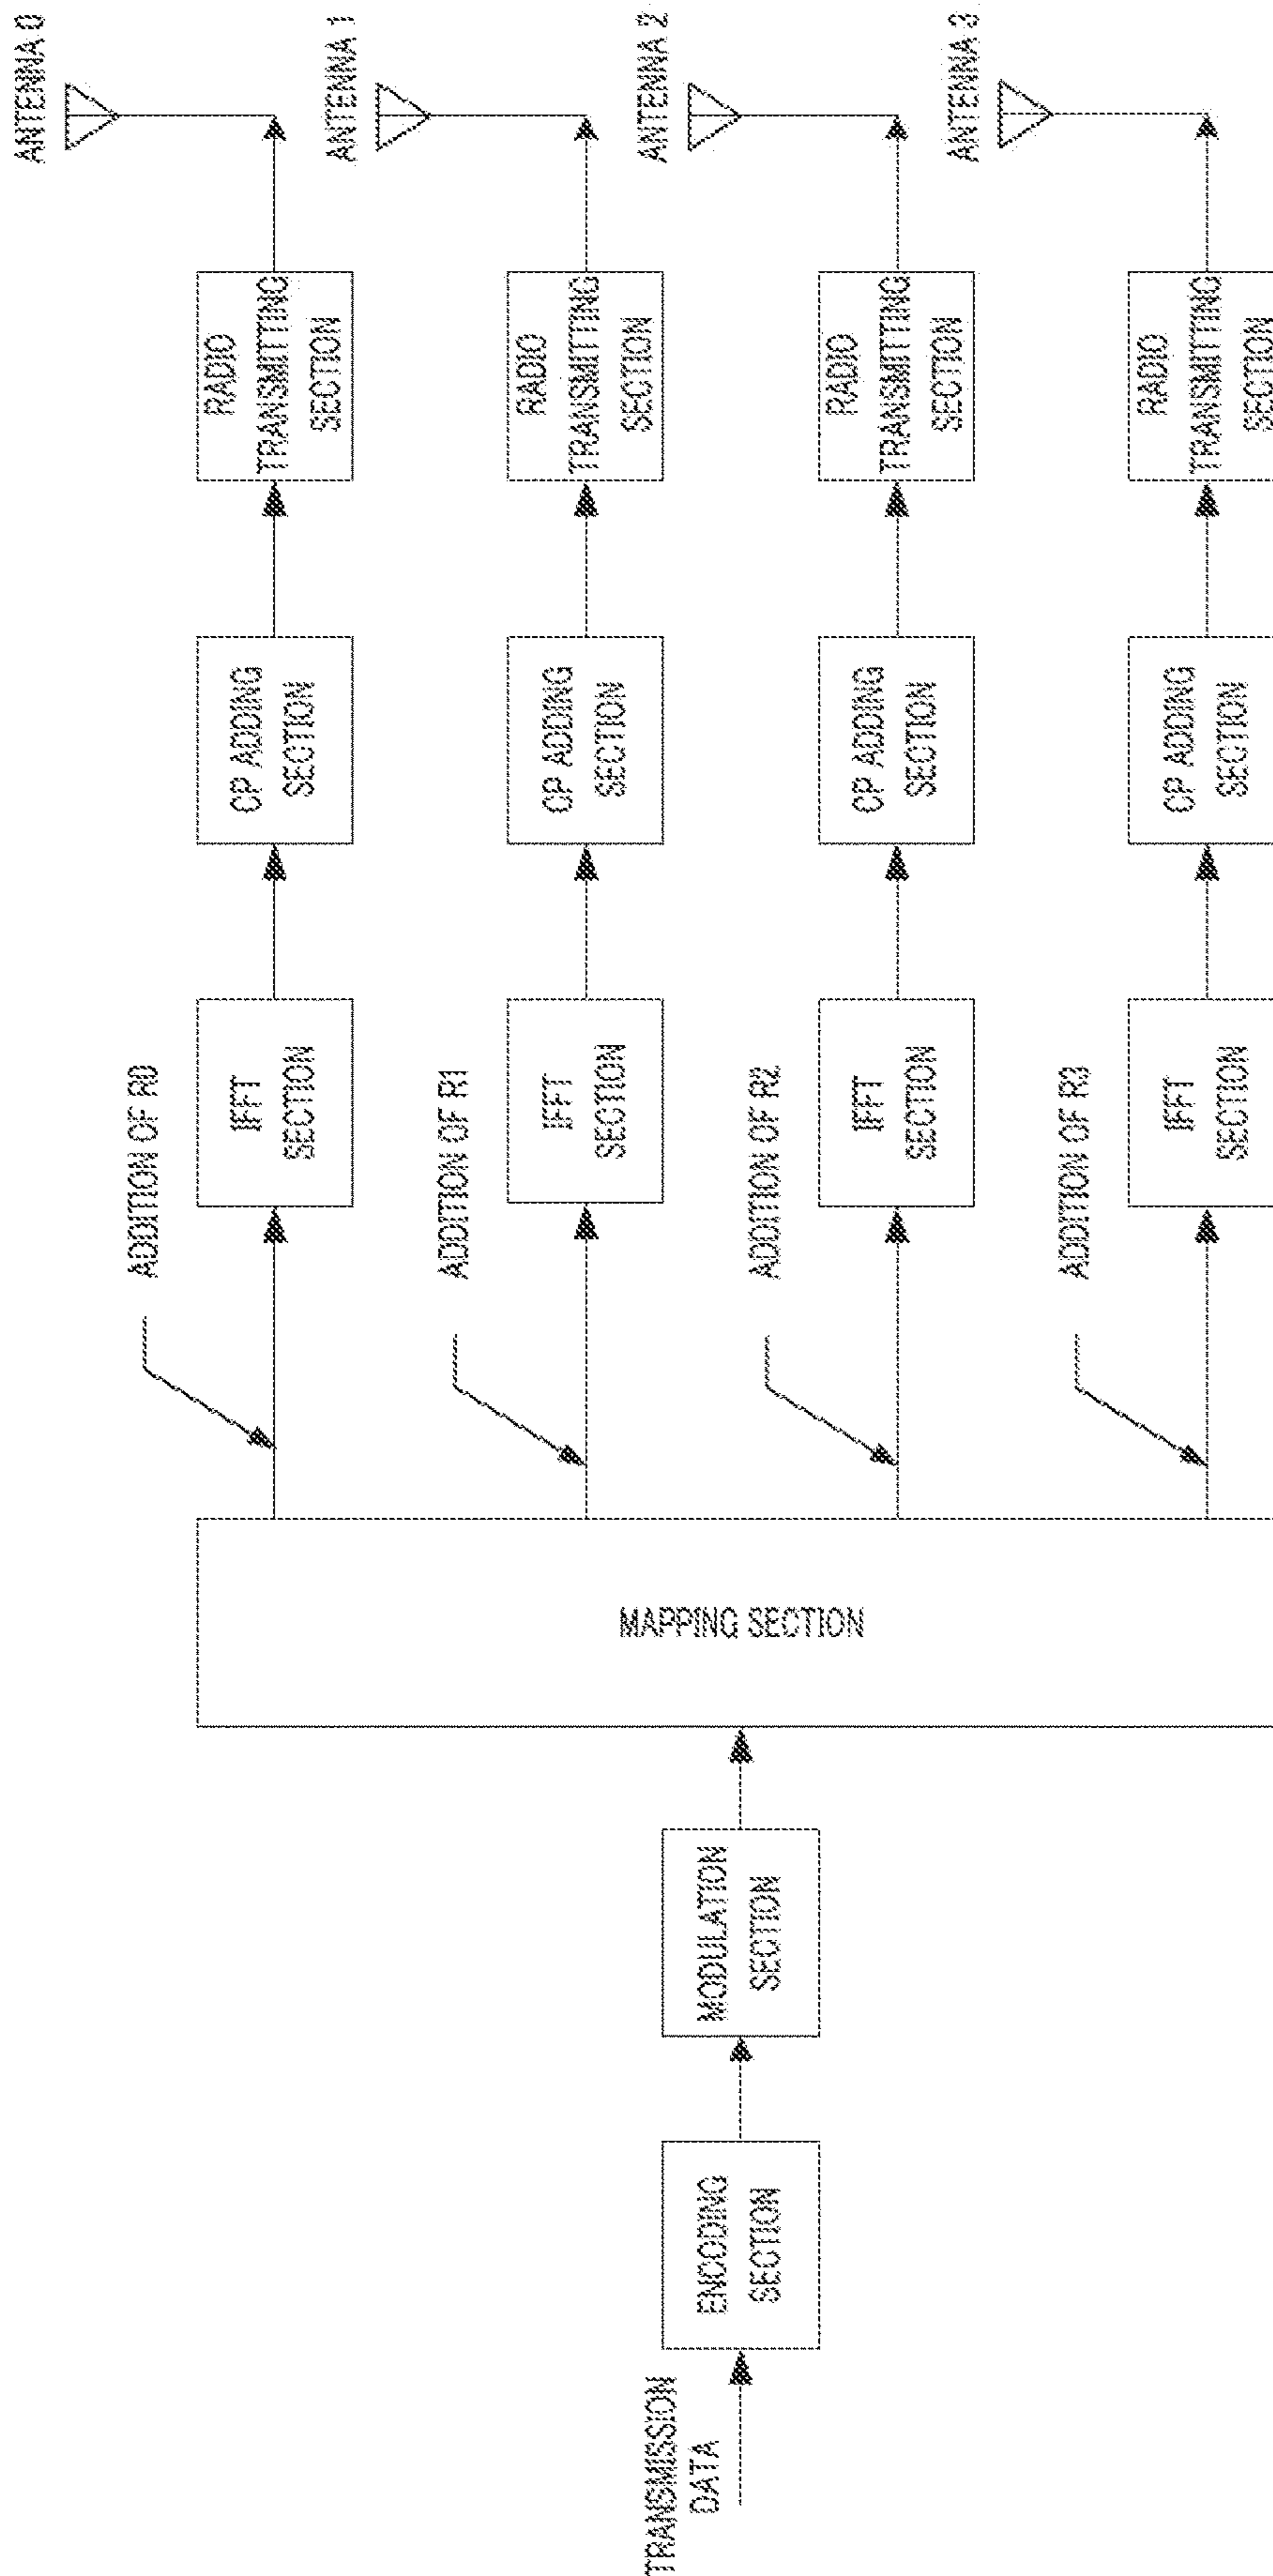 TRANSMISSION
DATA
ENCODING
SECTION
MODULATION
SECTION
MAPPING SECTION
ADDITION OF R0
IFFT
SECTION
CP ADDING
SECTION
RADIO
TRANSMITTING
SECTION
ANTENNA 0
ADDITION OF R1
IFFT
SECTION
CP ADDING
SECTION
RADIO
TRANSMITTING
SECTION
ANTENNA 1
ADDITION OF R2
IFFT
SECTION
CP ADDING
SECTION
RADIO
TRANSMITTING
SECTION
ANTENNA 2
ADDITION OF R3
IFFT
SECTION
CP ADDING
SECTION
RADIO
TRANSMITTING
SECTION
ANTENNA 3